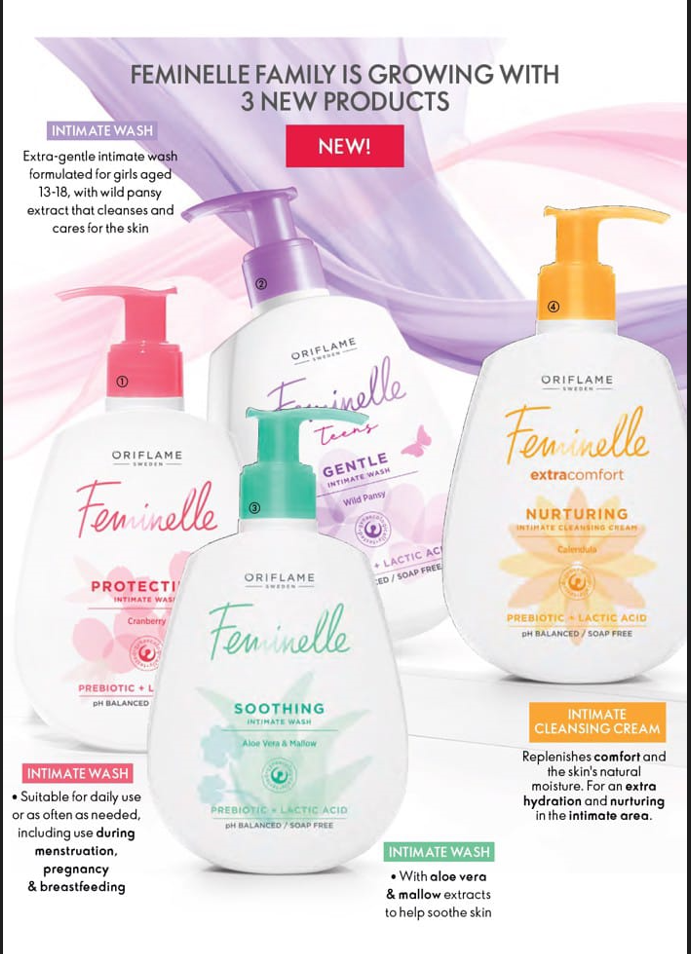 FEMINELLE FAMILY IS GROWING WITH
3 NEW PRODUCTS
NEW!
INTIMATE WASH
Extra-gentle intimate wash
formulated for girls aged
13-18, with wild pansy
extract that cleanses and
cares for the skin
①
ORIFLAME
SWEDEN
Feminelle
PROTECTI
INTIMATE WAS
Cranberry
PREBIOTIC + L
pH BALANCED
②
ORIFLAME
SWEDEN
Feminelle
Teens
GENTLE
INTIMATE WASH
Wild Pansy
+ LACTIC ACI
CED / SOAP FREE
③
ORIFLAME
SWEDEN
Feminelle
SOOTHING
INTIMATE WASH
Aloe Vera & Mallow
PREBIOTIC + LACTIC ACID
pH BALANCED / SOAP FREE
④
ORIFLAME
SWEDEN
Feminelle
extracomfort
NURTURING
INTIMATE CLEANSING CREAM
Calendula
PREBIOTIC + LACTIC ACID
pH BALANCED / SOAP FREE
INTIMATE WASH
• Suitable for daily use
or as often as needed,
including use during
menstruation,
pregnancy
& breastfeeding
INTIMATE WASH
• With aloe vera
& mallow extracts
to help soothe skin
INTIMATE
CLEANSING CREAM
Replenishes comfort and
the skin's natural
moisture. For an extra
hydration and nurturing
in the intimate area.